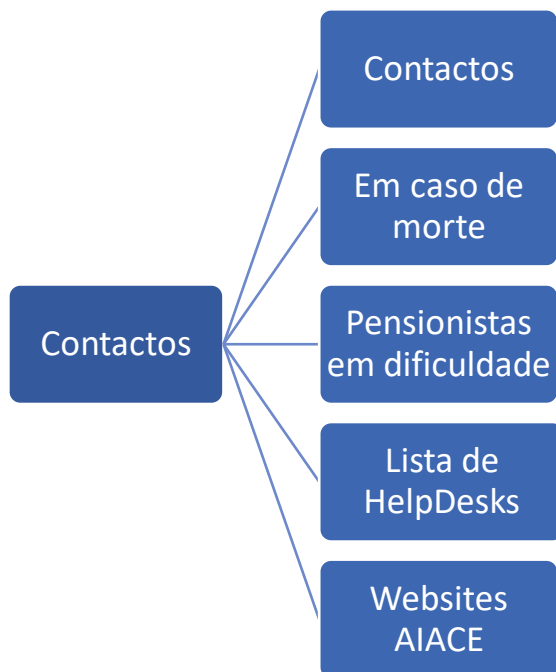 Contactos
Contactos
Em caso de
morte
Pensionistas
em dificuldade
Lista de
HelpDesks
Websites
AIACE